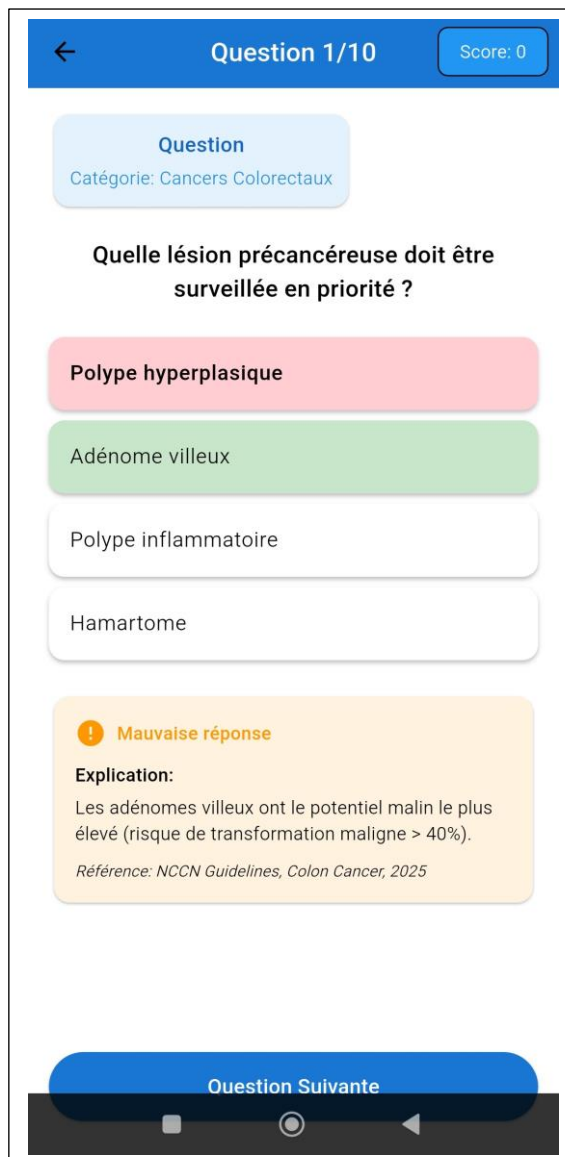 Question 1/10
Score: 0
Question
Catégorie: Cancers Colorectaux
Quelle lésion précancéreuse doit être
surveillée en priorité ?
Polype hyperplasique
Adénome villeux
Polype inflammatoire
Hamartome
Mauvaise réponse
Explication:
Les adénomes villeux ont le potentiel malin le plus
élevé (risque de transformation maligne > 40%).
Référence: NCCN Guidelines, Colon Cancer, 2025
Question Suivante